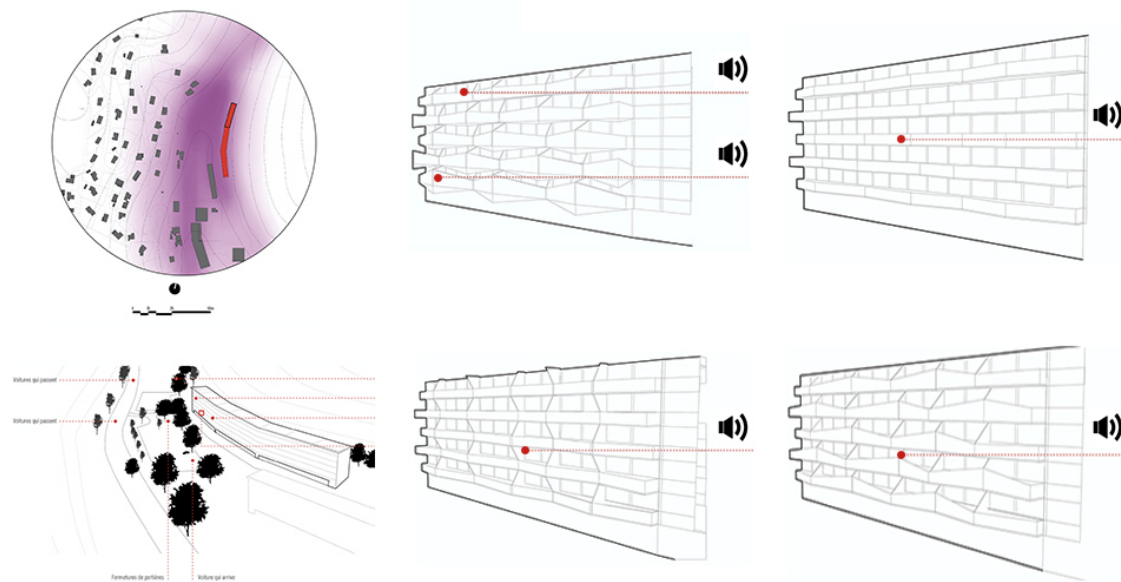 Voitures qui passent
Voitures qui passent
Fermetures de portières
Voiture qui arrive